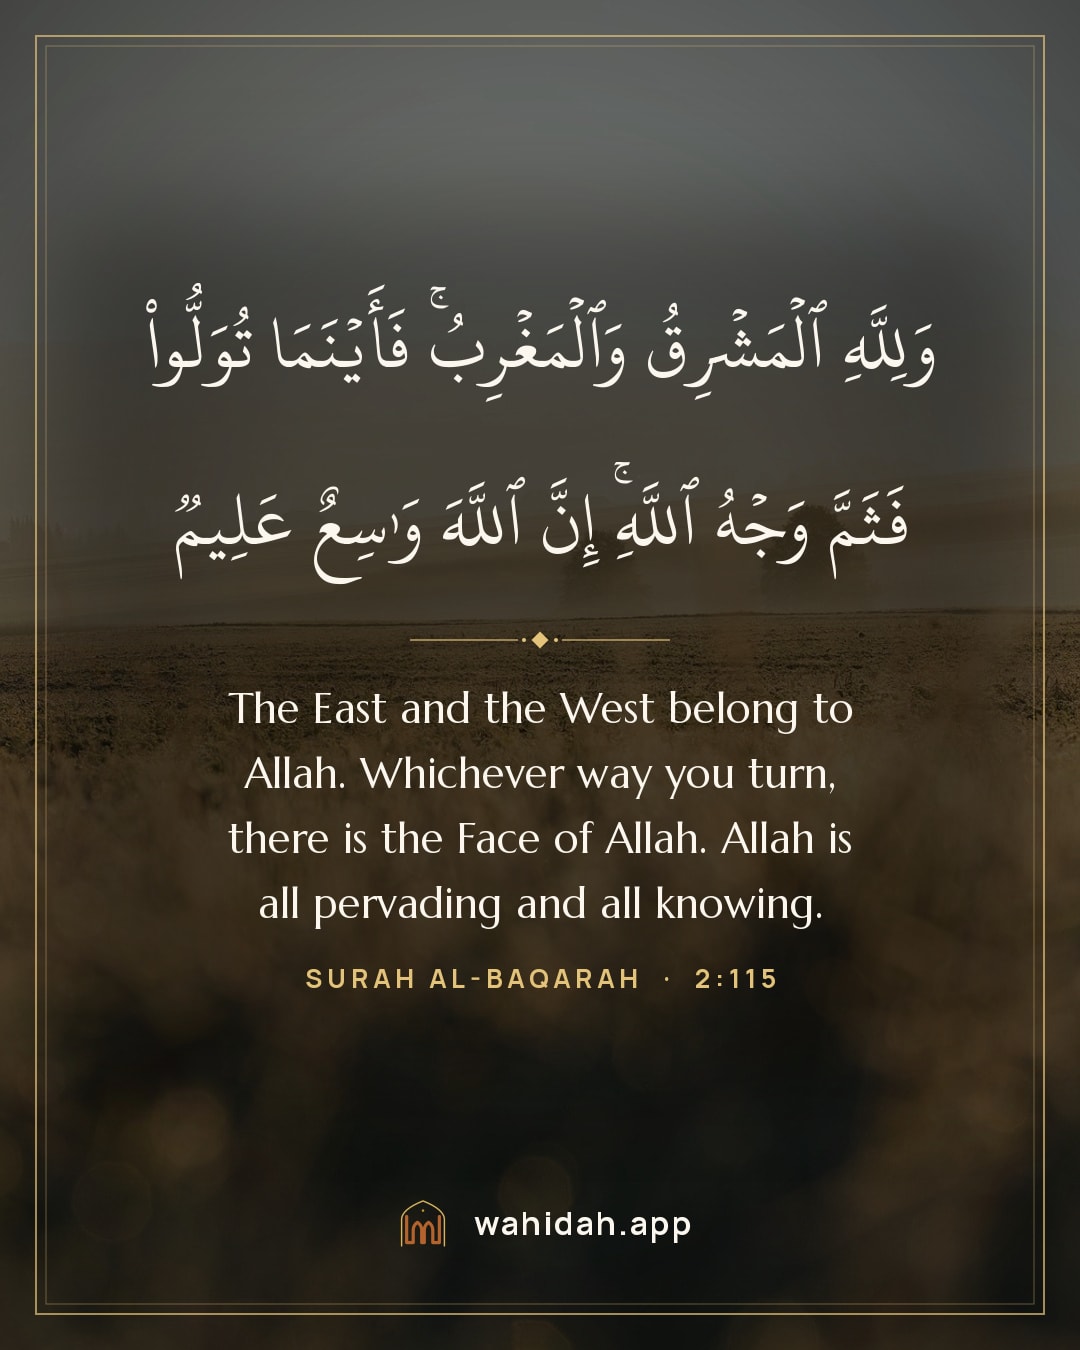 وَلِلَّهِ ٱلْمَشْرِقُ وَٱلْمَغْرِبُ ۚ فَأَيْنَمَا تُوَلُّوا۟
فَثَمَّ وَجْهُ ٱللَّهِ ۚ إِنَّ ٱللَّهَ وَٰسِعٌ عَلِيمٌ
The East and the West belong to
Allah. Whichever way you turn,
there is the Face of Allah. Allah is
all pervading and all knowing.
SURAH AL-BAQARAH · 2:115
wahidah.app